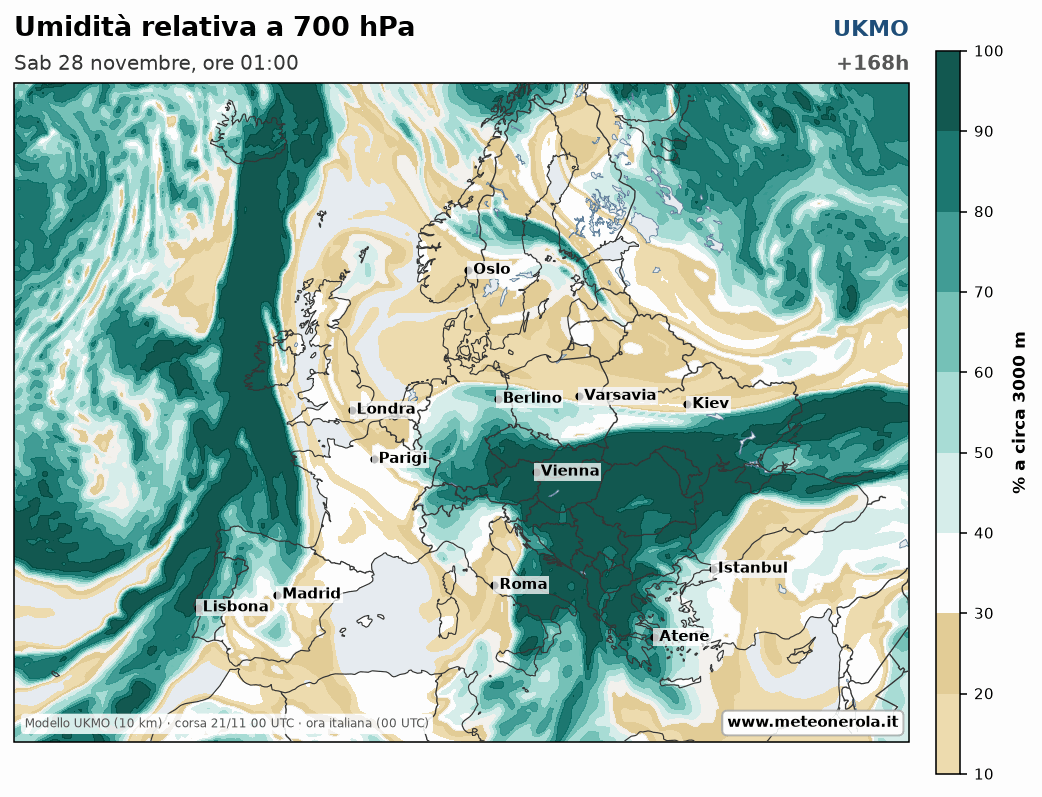 Umidità relativa a 700 hPa
UKMO
Sab 28 novembre, ore 01:00
+168h
Oslo
Londra
Berlino
Varsavia
Kiev
Parigi
Vienna
Istanbul
Roma
Madrid
Lisbona
Atene
Modello UKMO (10 km) · corsa 21/11 00 UTC · ora italiana (00 UTC)
www.meteonerola.it
100
90
80
70
60
50
40
30
20
10
% a circa 3000 m